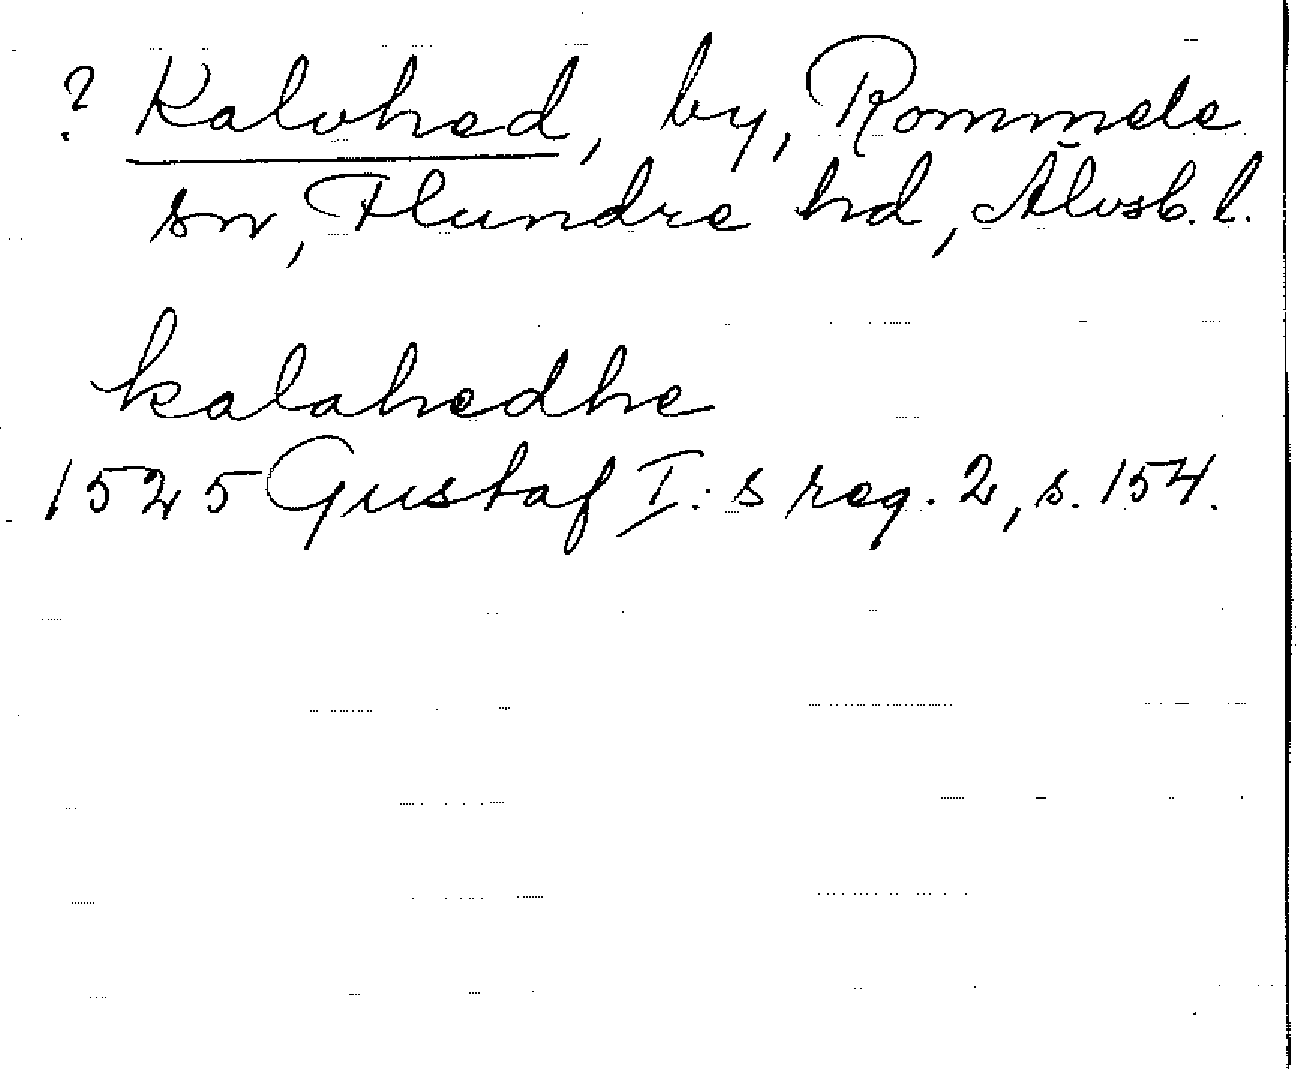 ? Kalvhed, by, Rommele
sn, Flundre hd, Älvsb. l.
kalahedhe
1525 Gustaf I:s reg. 2, s. 154.